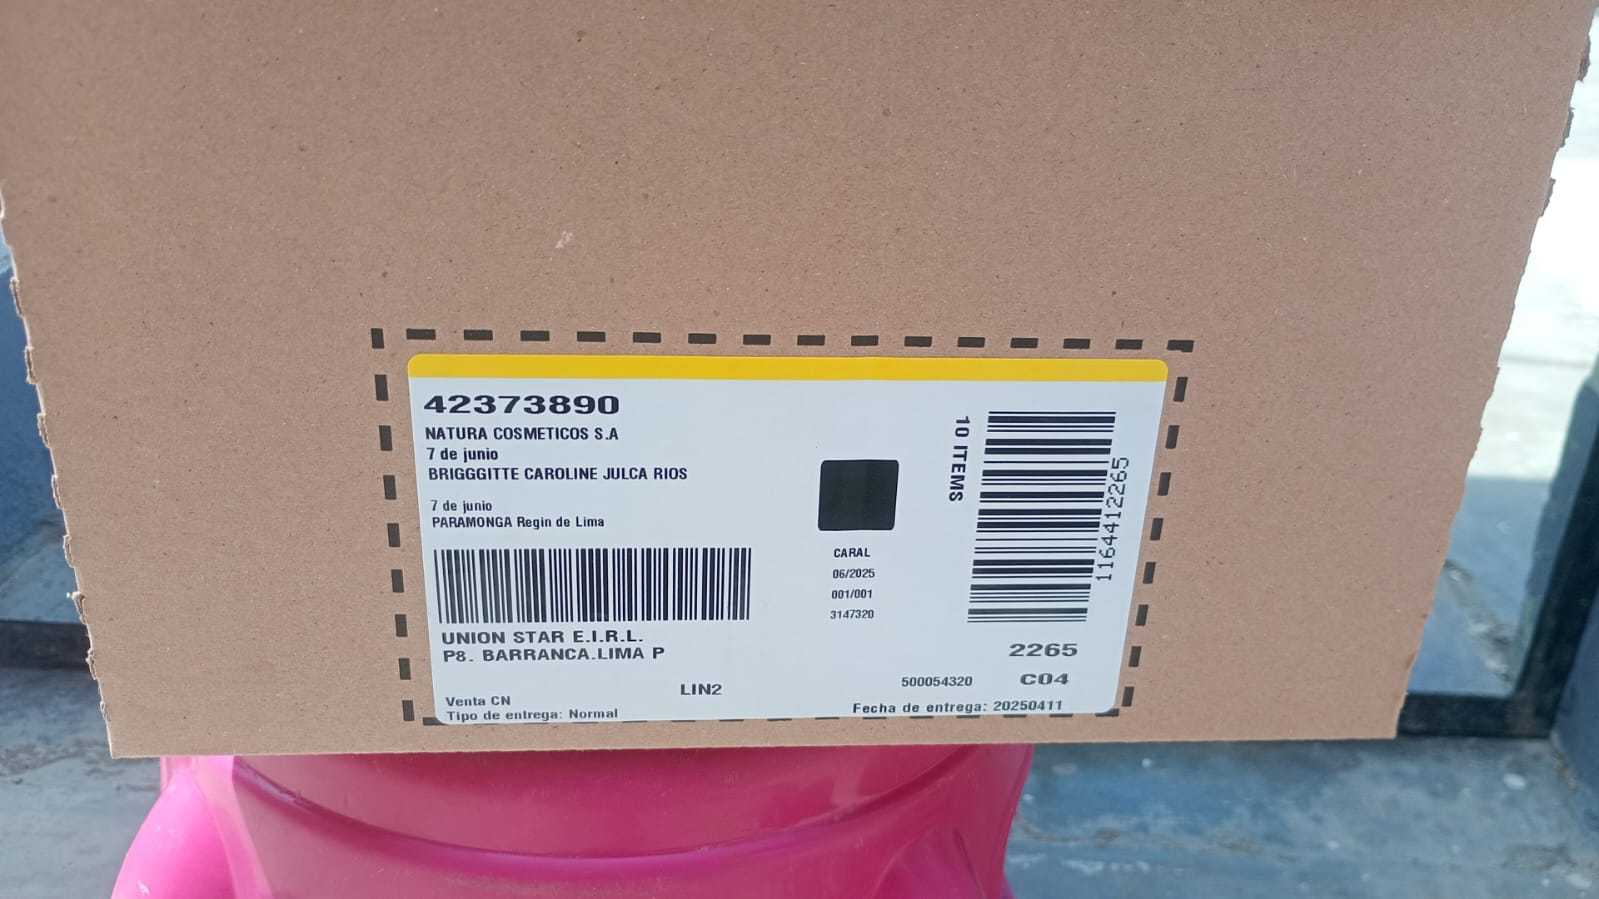 42373890
NATURA COSMETICOS S.A
7 de junio
BRIGGGITTE CAROLINE JULCA RIOS
7 de junio
PARAMONGA Regin de Lima
UNION STAR E.I.R.L.
P8. BARRANCA.LIMA P
LIN2
Venta CN
Tipo de entrega: Normal
CARAL
06/2025
001/001
3147320
10 ITEMS
1164412265
2265
500054320
C04
Fecha de entrega: 20250411